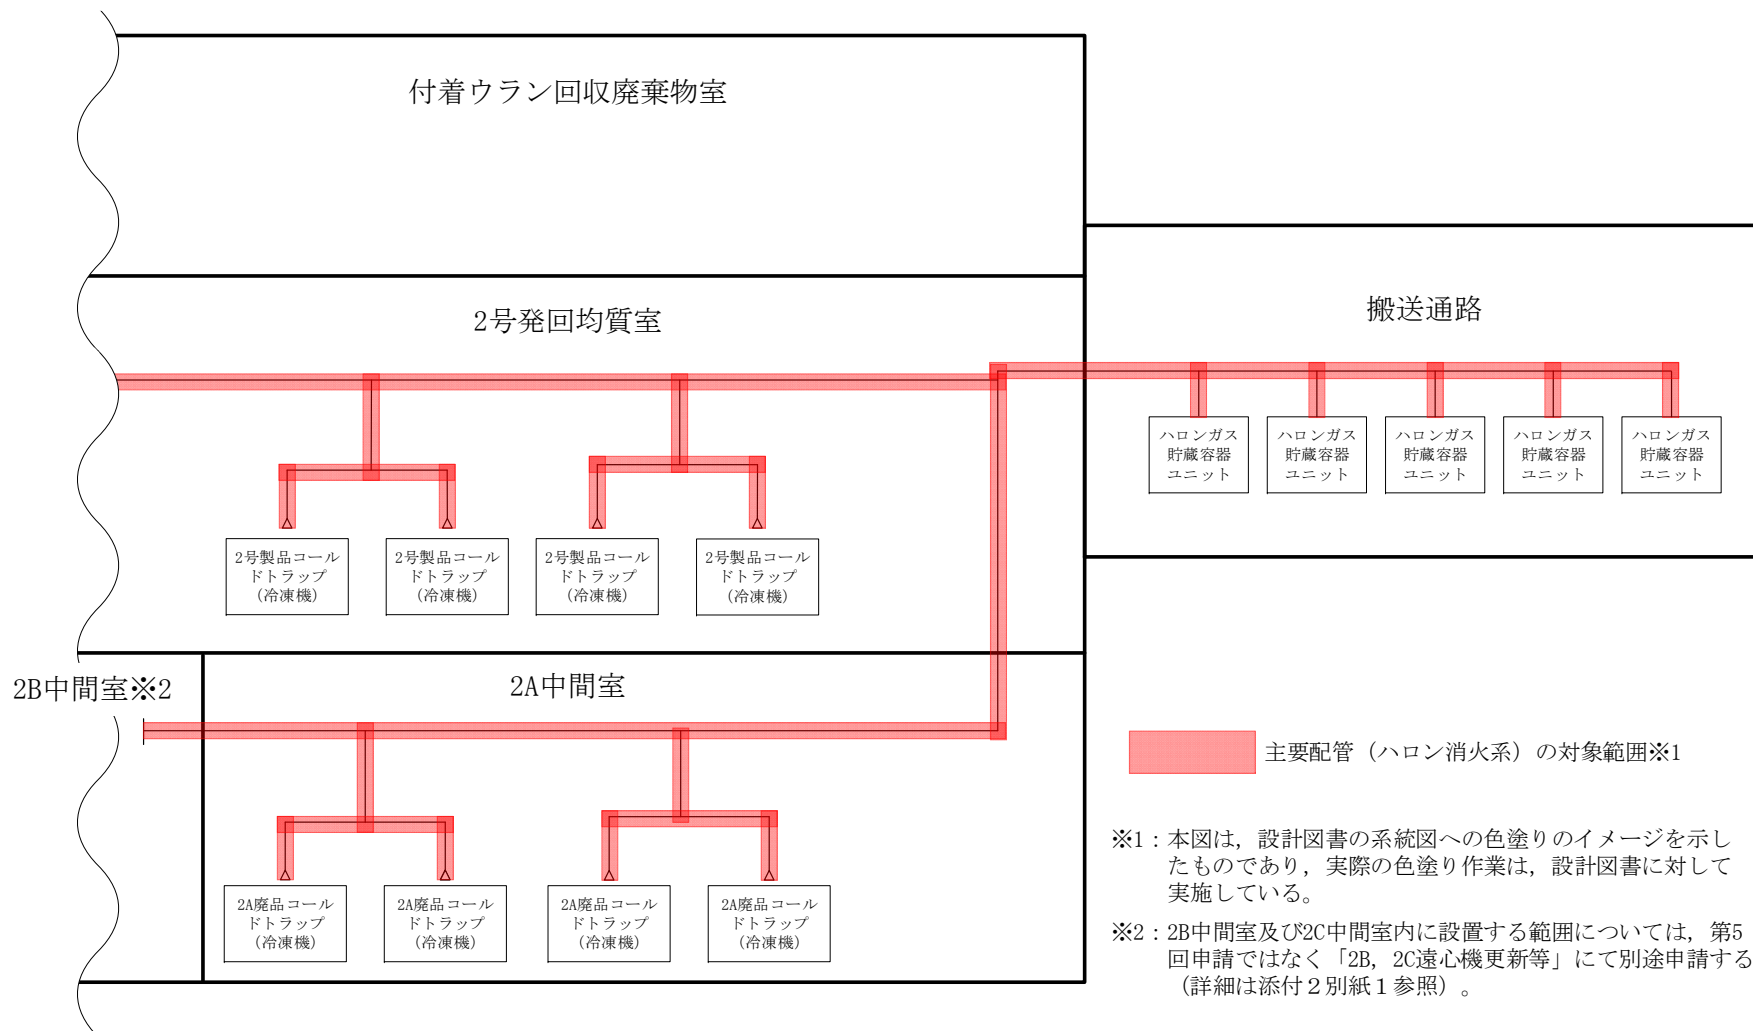 付着ウラン回収廃棄物室
2号発回均質室
搬送通路
ハロンガス
貯蔵容器
ユニット
ハロンガス
貯蔵容器
ユニット
ハロンガス
貯蔵容器
ユニット
ハロンガス
貯蔵容器
ユニット
ハロンガス
貯蔵容器
ユニット
2号製品コール
ドトラップ
(冷凍機)
2号製品コール
ドトラップ
(冷凍機)
2号製品コール
ドトラップ
(冷凍機)
2号製品コール
ドトラップ
(冷凍機)
2B中間室※2
2A中間室
2A廃品コール
ドトラップ
(冷凍機)
2A廃品コール
ドトラップ
(冷凍機)
2A廃品コール
ドトラップ
(冷凍機)
2A廃品コール
ドトラップ
(冷凍機)
主要配管（ハロン消火系）の対象範囲※1
※1：本図は，設計図書の系統図への色塗りのイメージを示し
たものであり，実際の色塗り作業は，設計図書に対して
実施している。
※2：2B中間室及び2C中間室内に設置する範囲については，第5
回申請ではなく「2B，2C遠心機更新等」にて別途申請する
（詳細は添付２別紙１参照）。